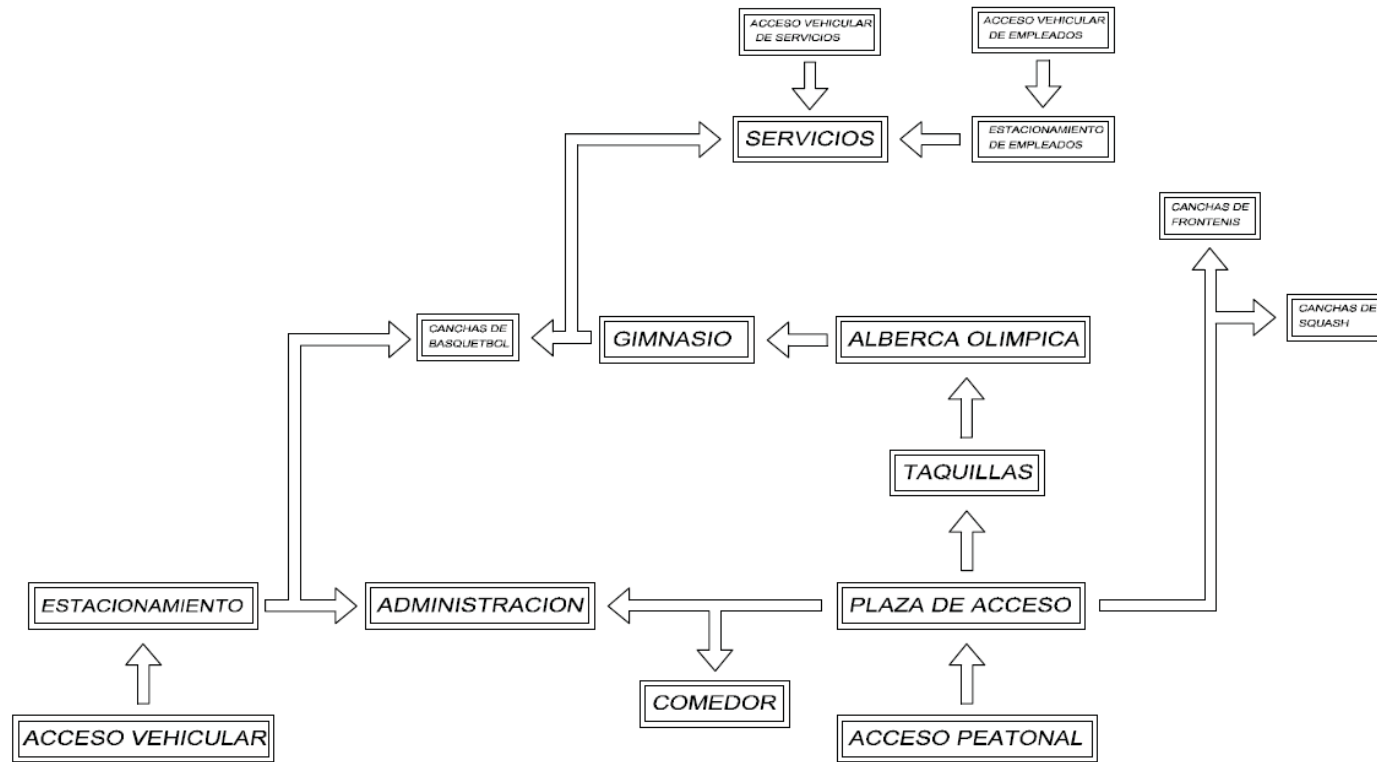 ACCESO VEHICULAR
DE SERVICIOS
ACCESO VEHICULAR
DE EMPLEADOS
SERVICIOS
ESTACIONAMIENTO
DE EMPLEADOS
CANCHAS DE
FRONTENIS
CANCHAS DE
SQUASH
CANCHAS DE
BASQUETBOL
GIMNASIO
ALBERCA OLIMPICA
TAQUILLAS
ESTACIONAMIENTO
ADMINISTRACION
PLAZA DE ACCESO
COMEDOR
ACCESO VEHICULAR
ACCESO PEATONAL